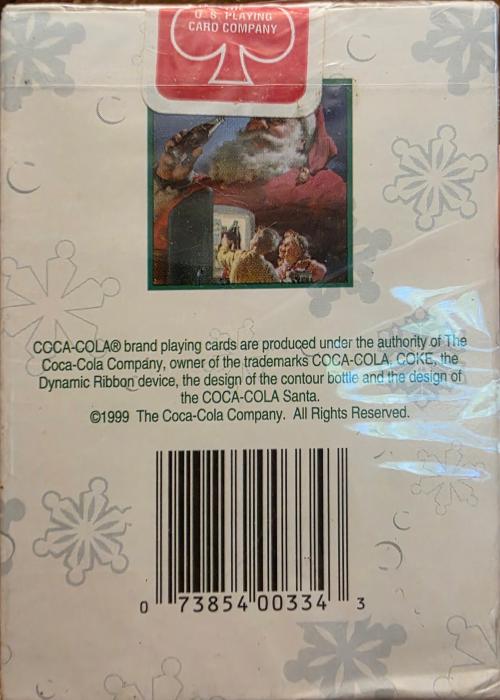 U.S. PLAYING
CARD COMPANY
COCA-COLA® brand playing cards are produced under the authority of The
Coca-Cola Company, owner of the trademarks COCA-COLA, COKE, the
Dynamic Ribbon device, the design of the contour bottle and the design of
the COCA-COLA Santa.
©1999 The Coca-Cola Company. All Rights Reserved.
0 73854 00334 3